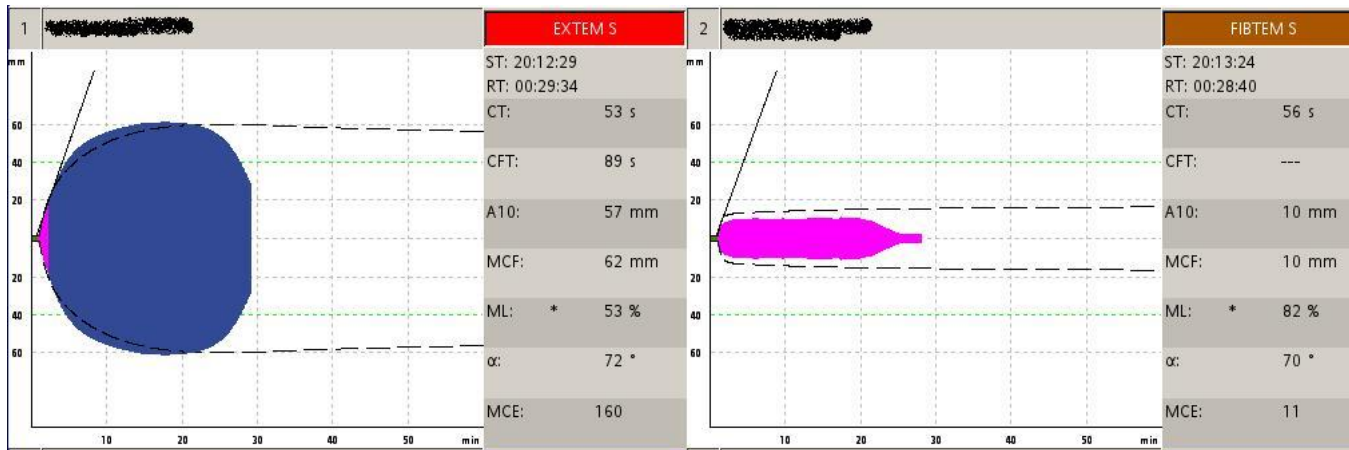 1
EXTEM S
mm
60
40
20
20
40
60
10 20 30 40 50 min
ST: 20:12:29
RT: 00:29:34
CT: 53 s
CFT: 89 s
A10: 57 mm
MCF: 62 mm
ML: * 53 %
α: 72 °
MCE: 160
2
FIBTEM S
mm
60
40
20
20
40
60
10 20 30 40 50 min
ST: 20:13:24
RT: 00:28:40
CT: 56 s
CFT: ---
A10: 10 mm
MCF: 10 mm
ML: * 82 %
α: 70 °
MCE: 11